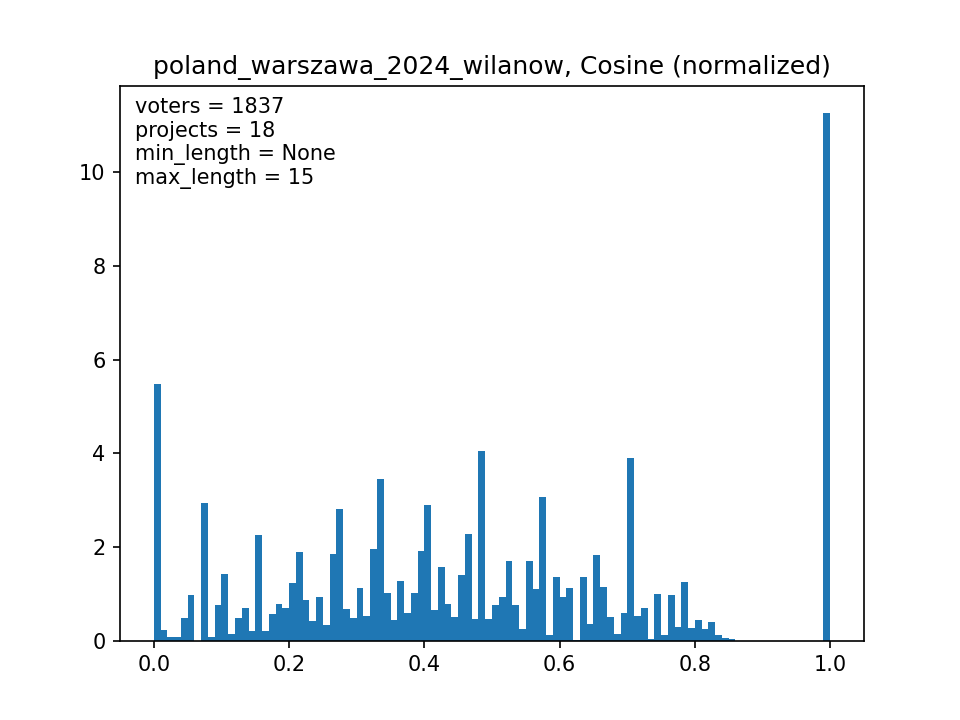 poland_warszawa_2024_wilanow, Cosine (normalized)
voters = 1837
projects = 18
min_length = None
max_length = 15
10
8
6
4
2
0
0.0 0.2 0.4 0.6 0.8 1.0